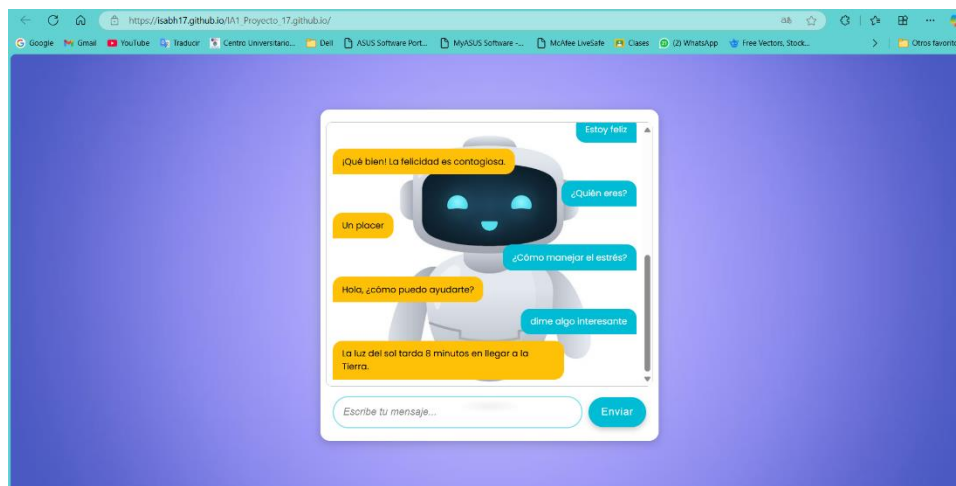 https://isabh17.github.io/IA1_Proyecto_17.github.io/
Google Gmail YouTube Traducir Centro Universitario... Dell ASUS Software Port... MyASUS Software -... McAfee LiveSafe Clases (2) WhatsApp Free Vectors, Stock... Otros favorito
Estoy feliz
¡Qué bien! La felicidad es contagiosa.
¿Quién eres?
Un placer
¿Cómo manejar el estrés?
Hola, ¿cómo puedo ayudarte?
dime algo interesante
La luz del sol tarda 8 minutos en llegar a la
Tierra.
Escribe tu mensaje...
Enviar